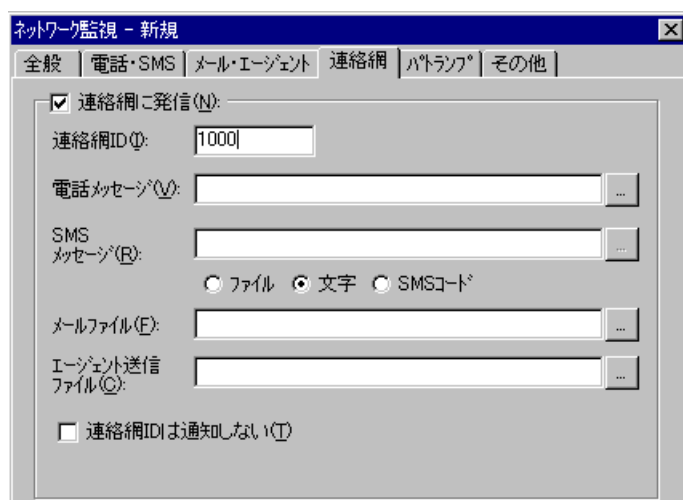 ネットワーク監視 - 新規
全般 電話・SMS メール・エージェント 連絡網 パトランプ その他
連絡網に発信(N):
連絡網ID(I): 1000
電話メッセージ(V): ...
SMS
メッセージ(R): ...
ファイル 文字 SMSコード
メールファイル(F): ...
エージェント送信
ファイル(C): ...
連絡網IDは通知しない(T)